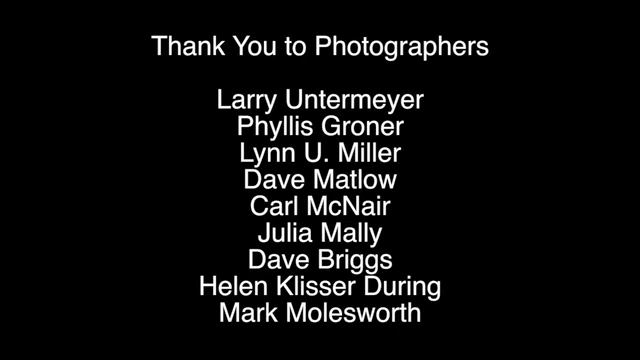 Thank You to Photographers
Larry Untermeyer
Phyllis Groner
Lynn U. Miller
Dave Matlow
Carl McNair
Julia Mally
Dave Briggs
Helen Klisser During
Mark Molesworth